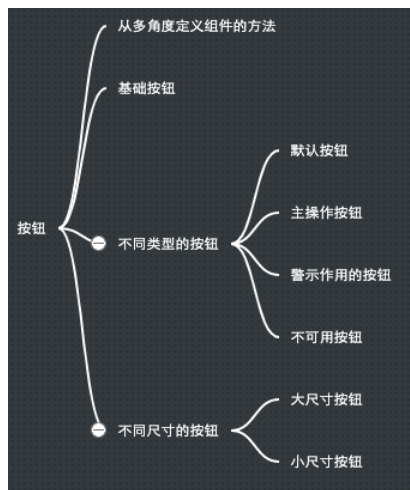 从多角度定义组件的方法
基础按钮
默认按钮
主操作按钮
按钮
不同类型的按钮
警示作用的按钮
不可用按钮
大尺寸按钮
不同尺寸的按钮
小尺寸按钮